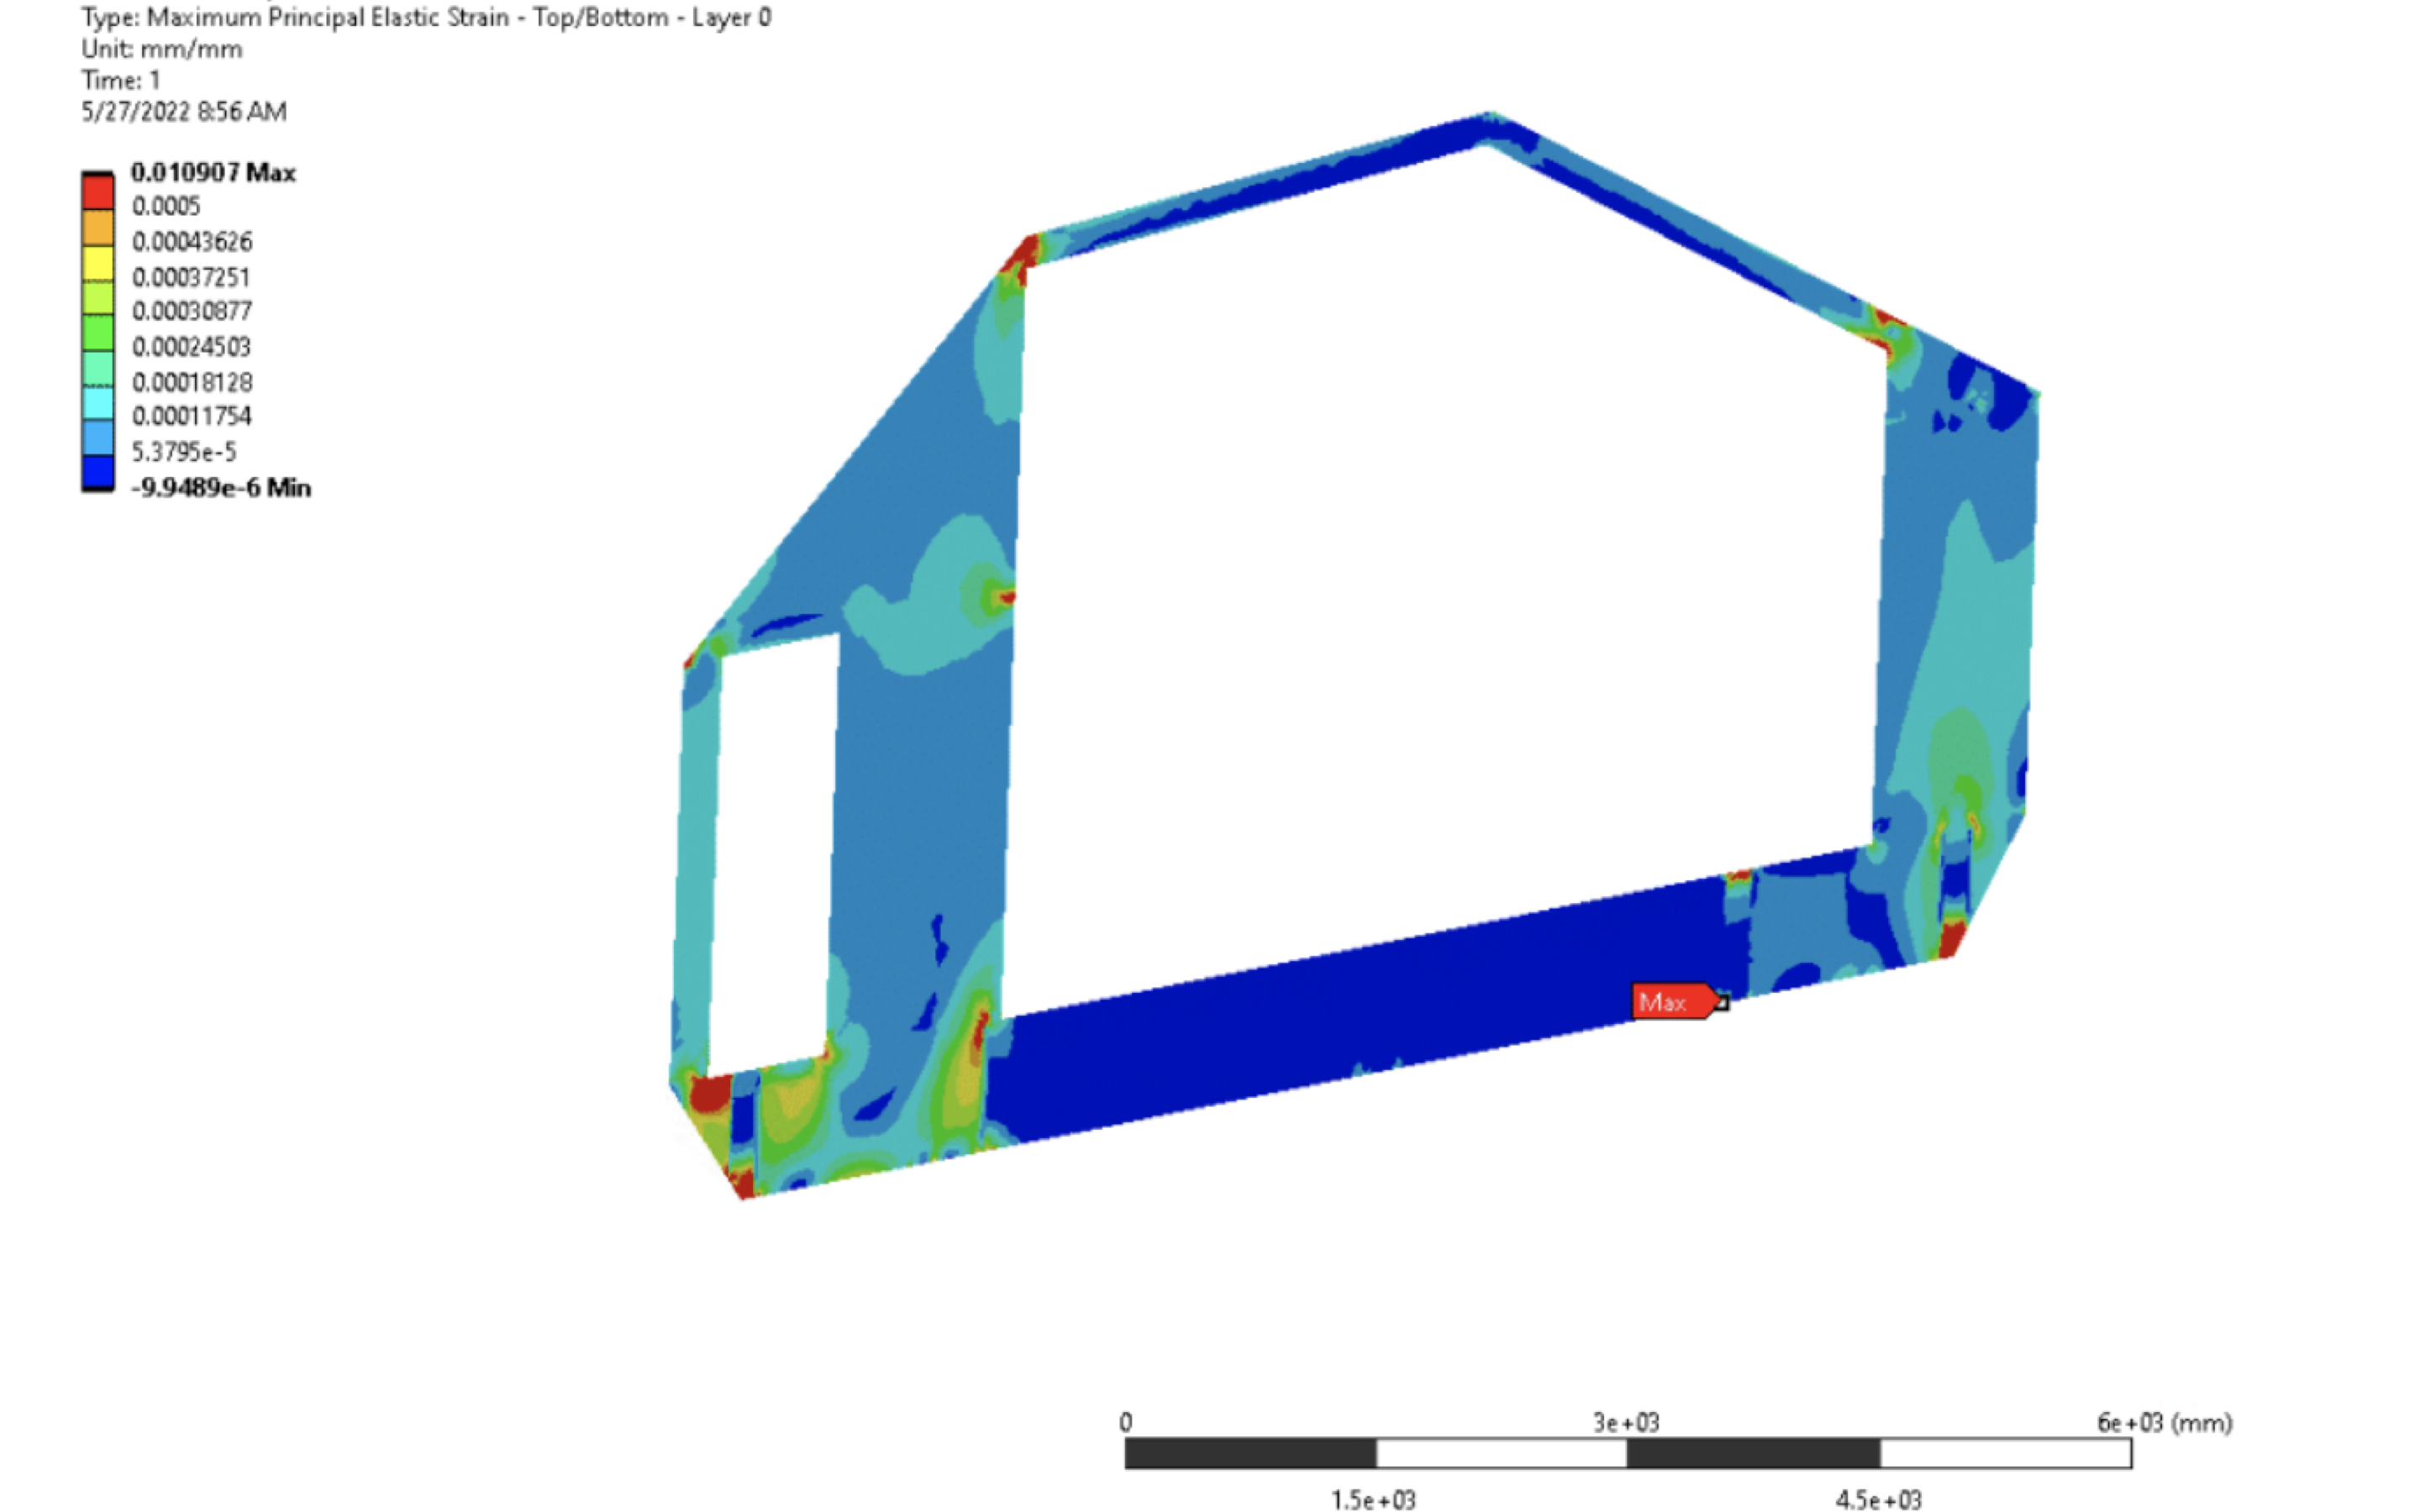 Type: Maximum Principal Elastic Strain - Top/Bottom - Layer 0
Unit: mm/mm
Time: 1
5/27/2022 8:56 AM
0.010907 Max
0.0005
0.00043626
0.00037251
0.00030877
0.00024503
0.00018128
0.00011754
5.3795e-5
-9.9489e-6 Min
Max
0 3e+03 6e+03 (mm)
1.5e+03 4.5e+03